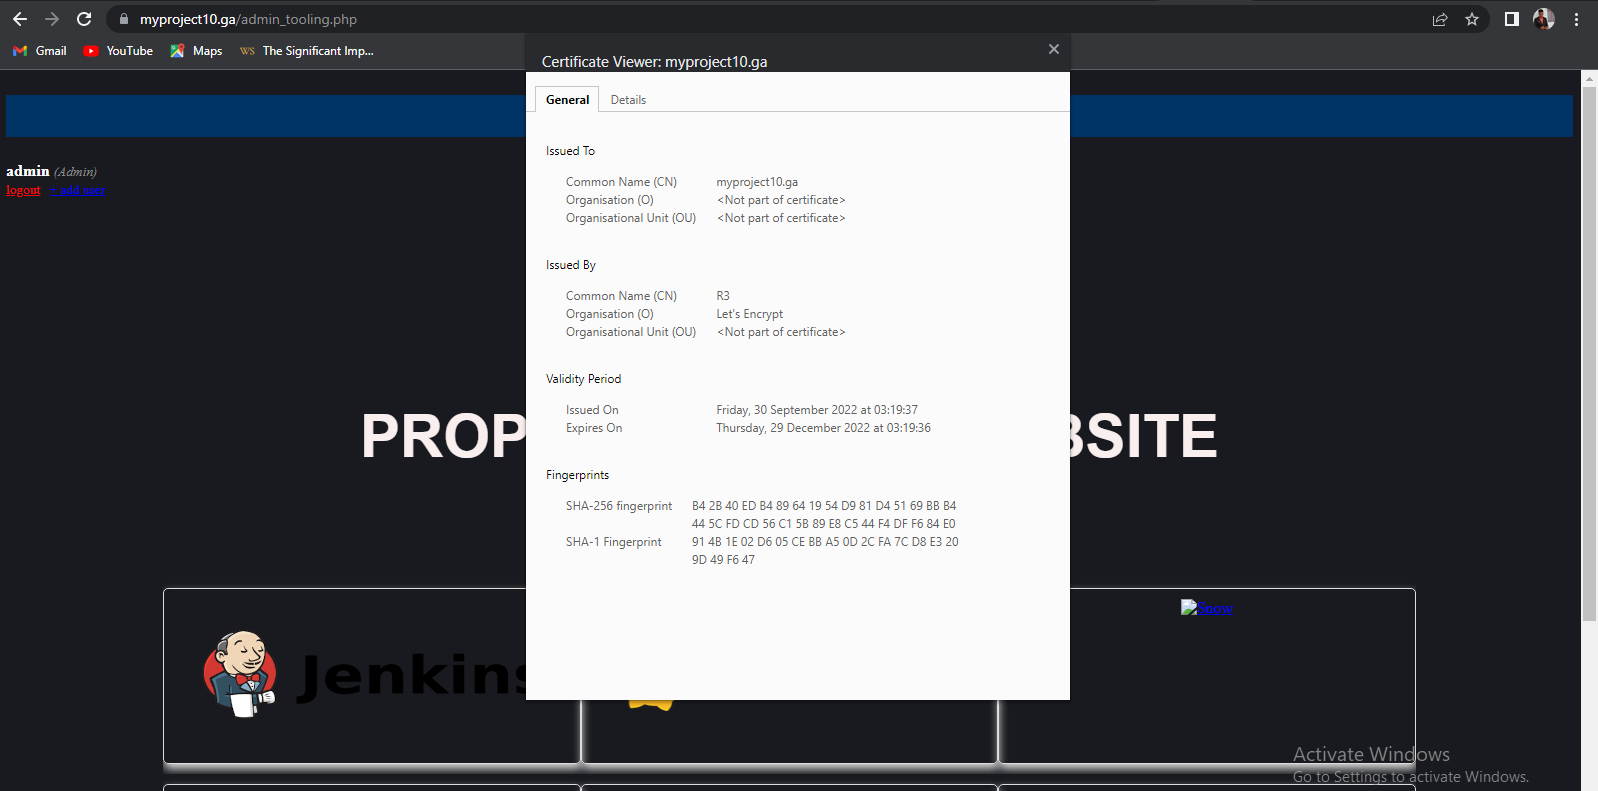 myproject10.ga/admin_tooling.php
Gmail YouTube Maps WS The Significant Imp...
Certificate Viewer: myproject10.ga
General Details
admin (Admin)
logout add new
Issued To
Common Name (CN) myproject10.ga
Organisation (O) <Not part of certificate>
Organisational Unit (OU) <Not part of certificate>
Issued By
Common Name (CN) R3
Organisation (O) Let's Encrypt
Organisational Unit (OU) <Not part of certificate>
Validity Period
Issued On Friday, 30 September 2022 at 03:19:37
Expires On Thursday, 29 December 2022 at 03:19:36
PROP BSITE
Fingerprints
SHA-256 fingerprint B4 2B 40 ED B4 89 64 19 54 D9 81 D4 51 69 BB B4
44 5C FD CD 56 C1 5B 89 E8 C5 44 F4 DF F6 84 E0
SHA-1 Fingerprint 91 4B 1E 02 D6 05 CE BB A5 0D 2C FA 7C D8 E3 20
9D 49 F6 47
Snow
Jenkins
Activate Windows
Go to Settings to activate Windows.